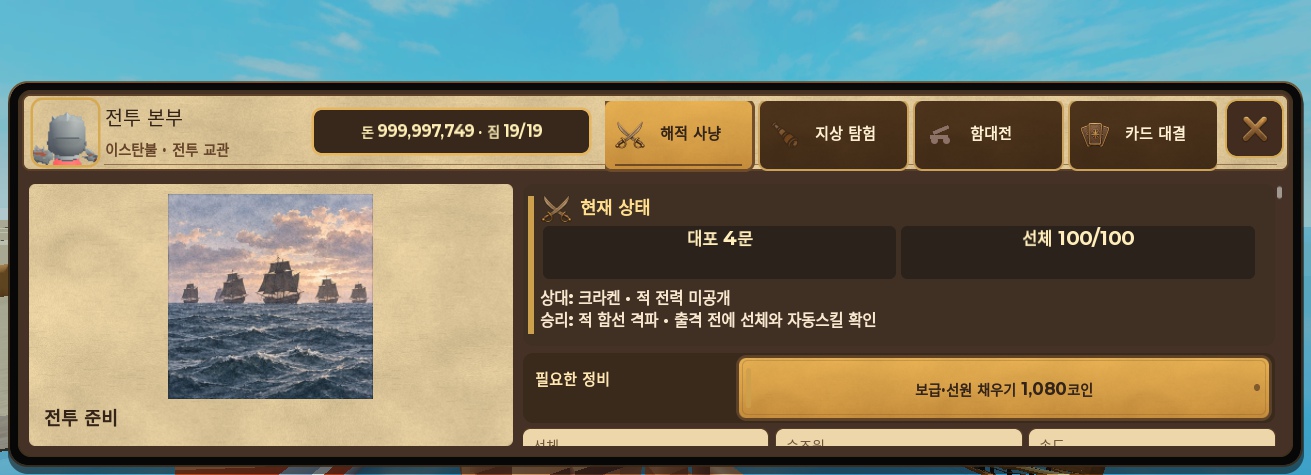 전투 본부
이스탄불 • 전투 교관
돈 999,997,749 · 짐 19/19
해적 사냥
지상 탐험
함대전
카드 대결
전투 준비
현재 상태
대포 4문
선체 100/100
상대: 크라켄 • 적 전력 미공개
승리: 적 함선 격파 • 출격 전에 선체와 자동스킬 확인
필요한 정비
보급·선원 채우기 1,080코인
선체
속도